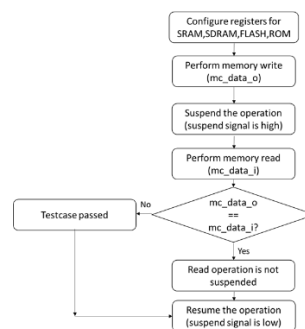 Configure registers for
SRAM,SDRAM,FLASH,ROM
Perform memory write
(mc_data_o)
Suspend the operation
(suspend signal is high)
Perform memory read
(mc_data_i)
mc_data_o
==
mc_data_i?
No
Testcase passed
Yes
Read operation is not
suspended
Resume the operation
(suspend signal is low)